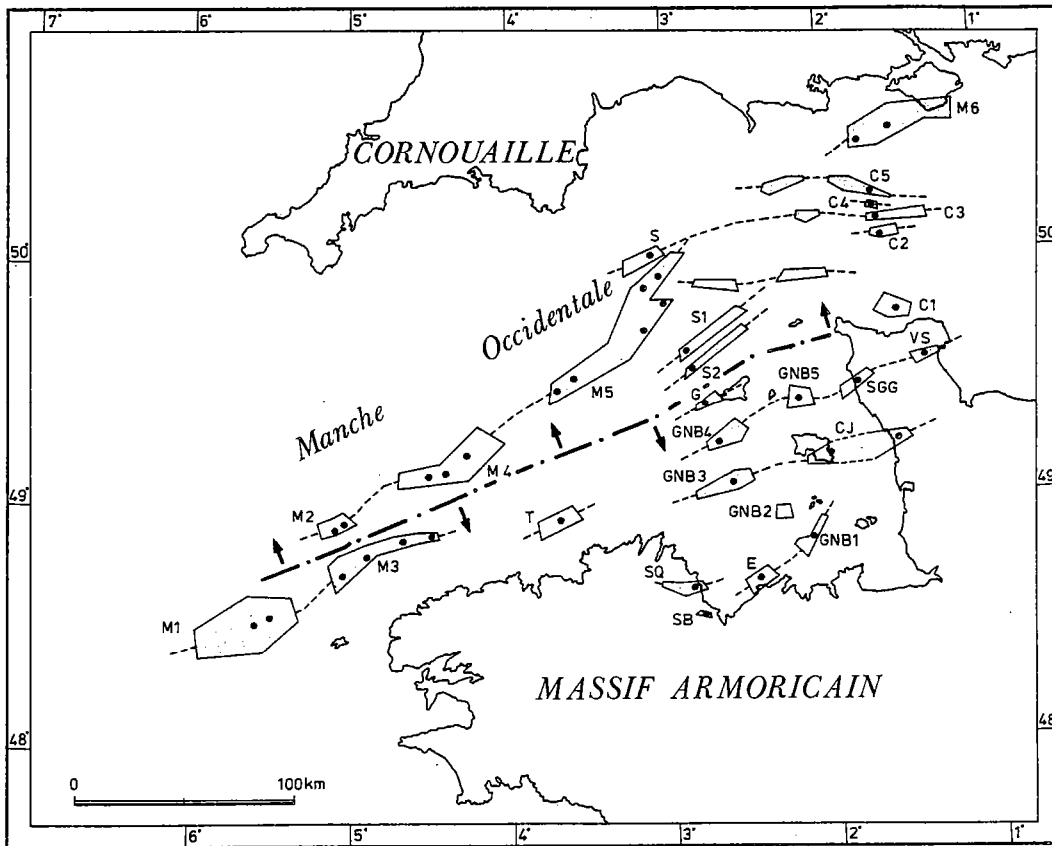 7° 6° 5° 4° 3° 2° 1°
M6
CORNOUAILLE
C5
C4
C3
C2
50°
50°
S
Occidentale
C1
S1
VS
S2
GNB5
SGG
M5
G
Manche
GNB4
CJ
M4
GNB3
49°
49°
M2
T
GNB2
M3
GNB1
E
SQ
M1
SB
MASSIF ARMORICAIN
48°
48°
0 100km
6° 5° 4° 3° 2° 1°